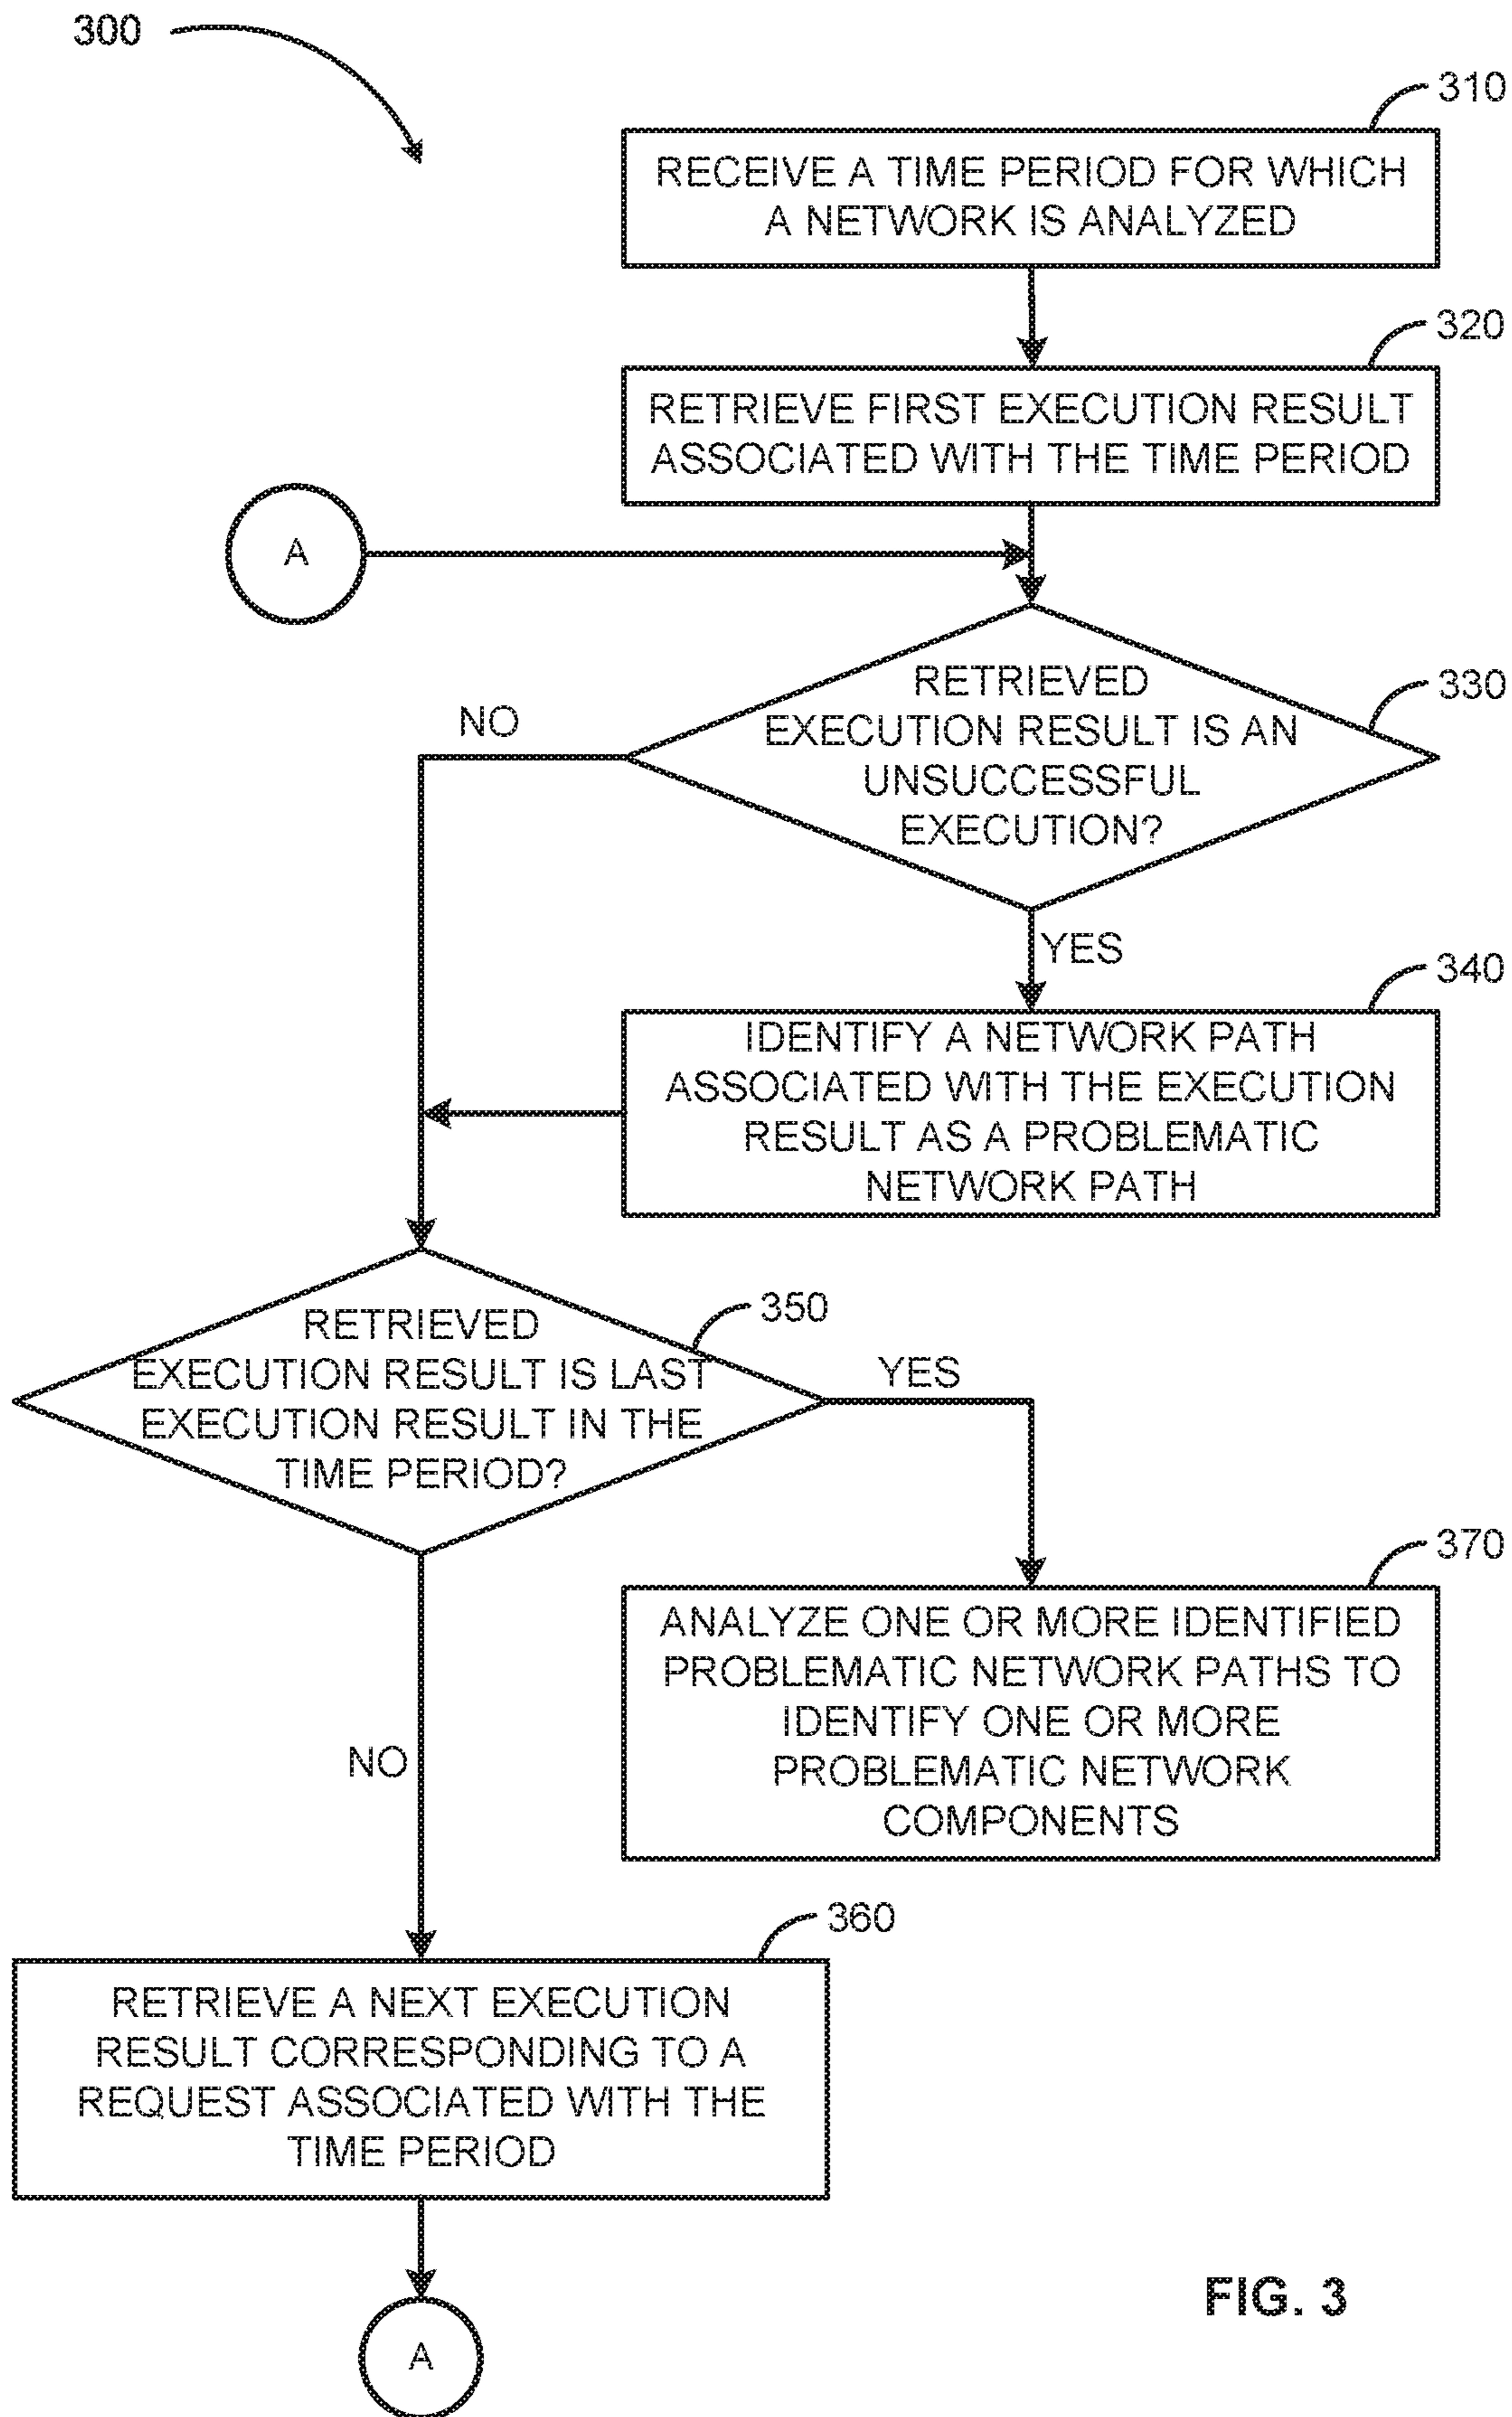 300
310
RECEIVE A TIME PERIOD FOR WHICH
A NETWORK IS ANALYZED
320
RETRIEVE FIRST EXECUTION RESULT
ASSOCIATED WITH THE TIME PERIOD
A
330
RETRIEVED
EXECUTION RESULT IS AN
UNSUCCESSFUL
EXECUTION?
NO
YES
340
IDENTIFY A NETWORK PATH
ASSOCIATED WITH THE EXECUTION
RESULT AS A PROBLEMATIC
NETWORK PATH
350
RETRIEVED
EXECUTION RESULT IS LAST
EXECUTION RESULT IN THE
TIME PERIOD?
YES
370
ANALYZE ONE OR MORE IDENTIFIED
PROBLEMATIC NETWORK PATHS TO
IDENTIFY ONE OR MORE
PROBLEMATIC NETWORK
COMPONENTS
NO
360
RETRIEVE A NEXT EXECUTION
RESULT CORRESPONDING TO A
REQUEST ASSOCIATED WITH THE
TIME PERIOD
A
FIG. 3